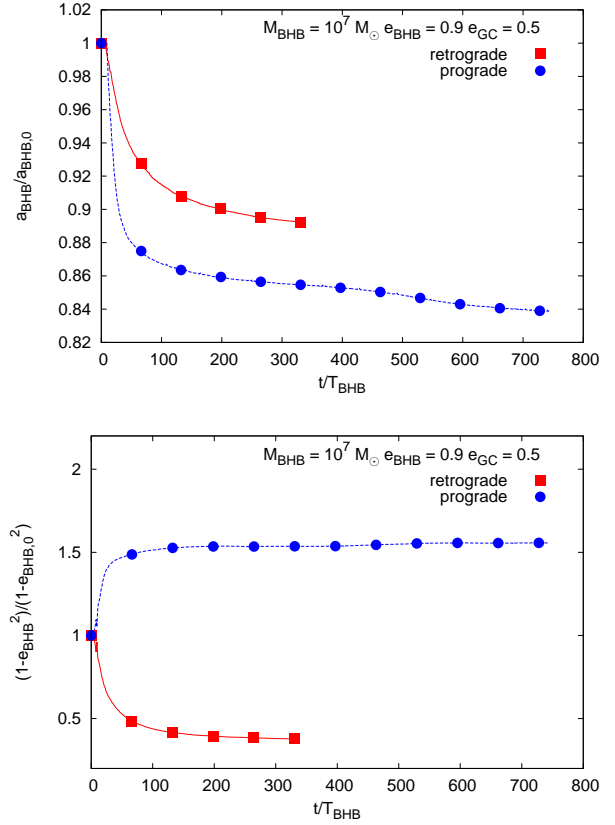 1.02
1
0.98
0.96
0.94
0.92
0.9
0.88
0.86
0.84
0.82
a_BHB/a_BHB,0
M_BHB = 10^7 M_⊙ e_BHB = 0.9 e_GC = 0.5
retrograde
prograde
0 100 200 300 400 500 600 700 800
t/T_BHB
2
1.5
1
0.5
(1-e_BHB^2)/(1-e_BHB,0^2)
M_BHB = 10^7 M_⊙ e_BHB = 0.9 e_GC = 0.5
retrograde
prograde
0 100 200 300 400 500 600 700 800
t/T_BHB